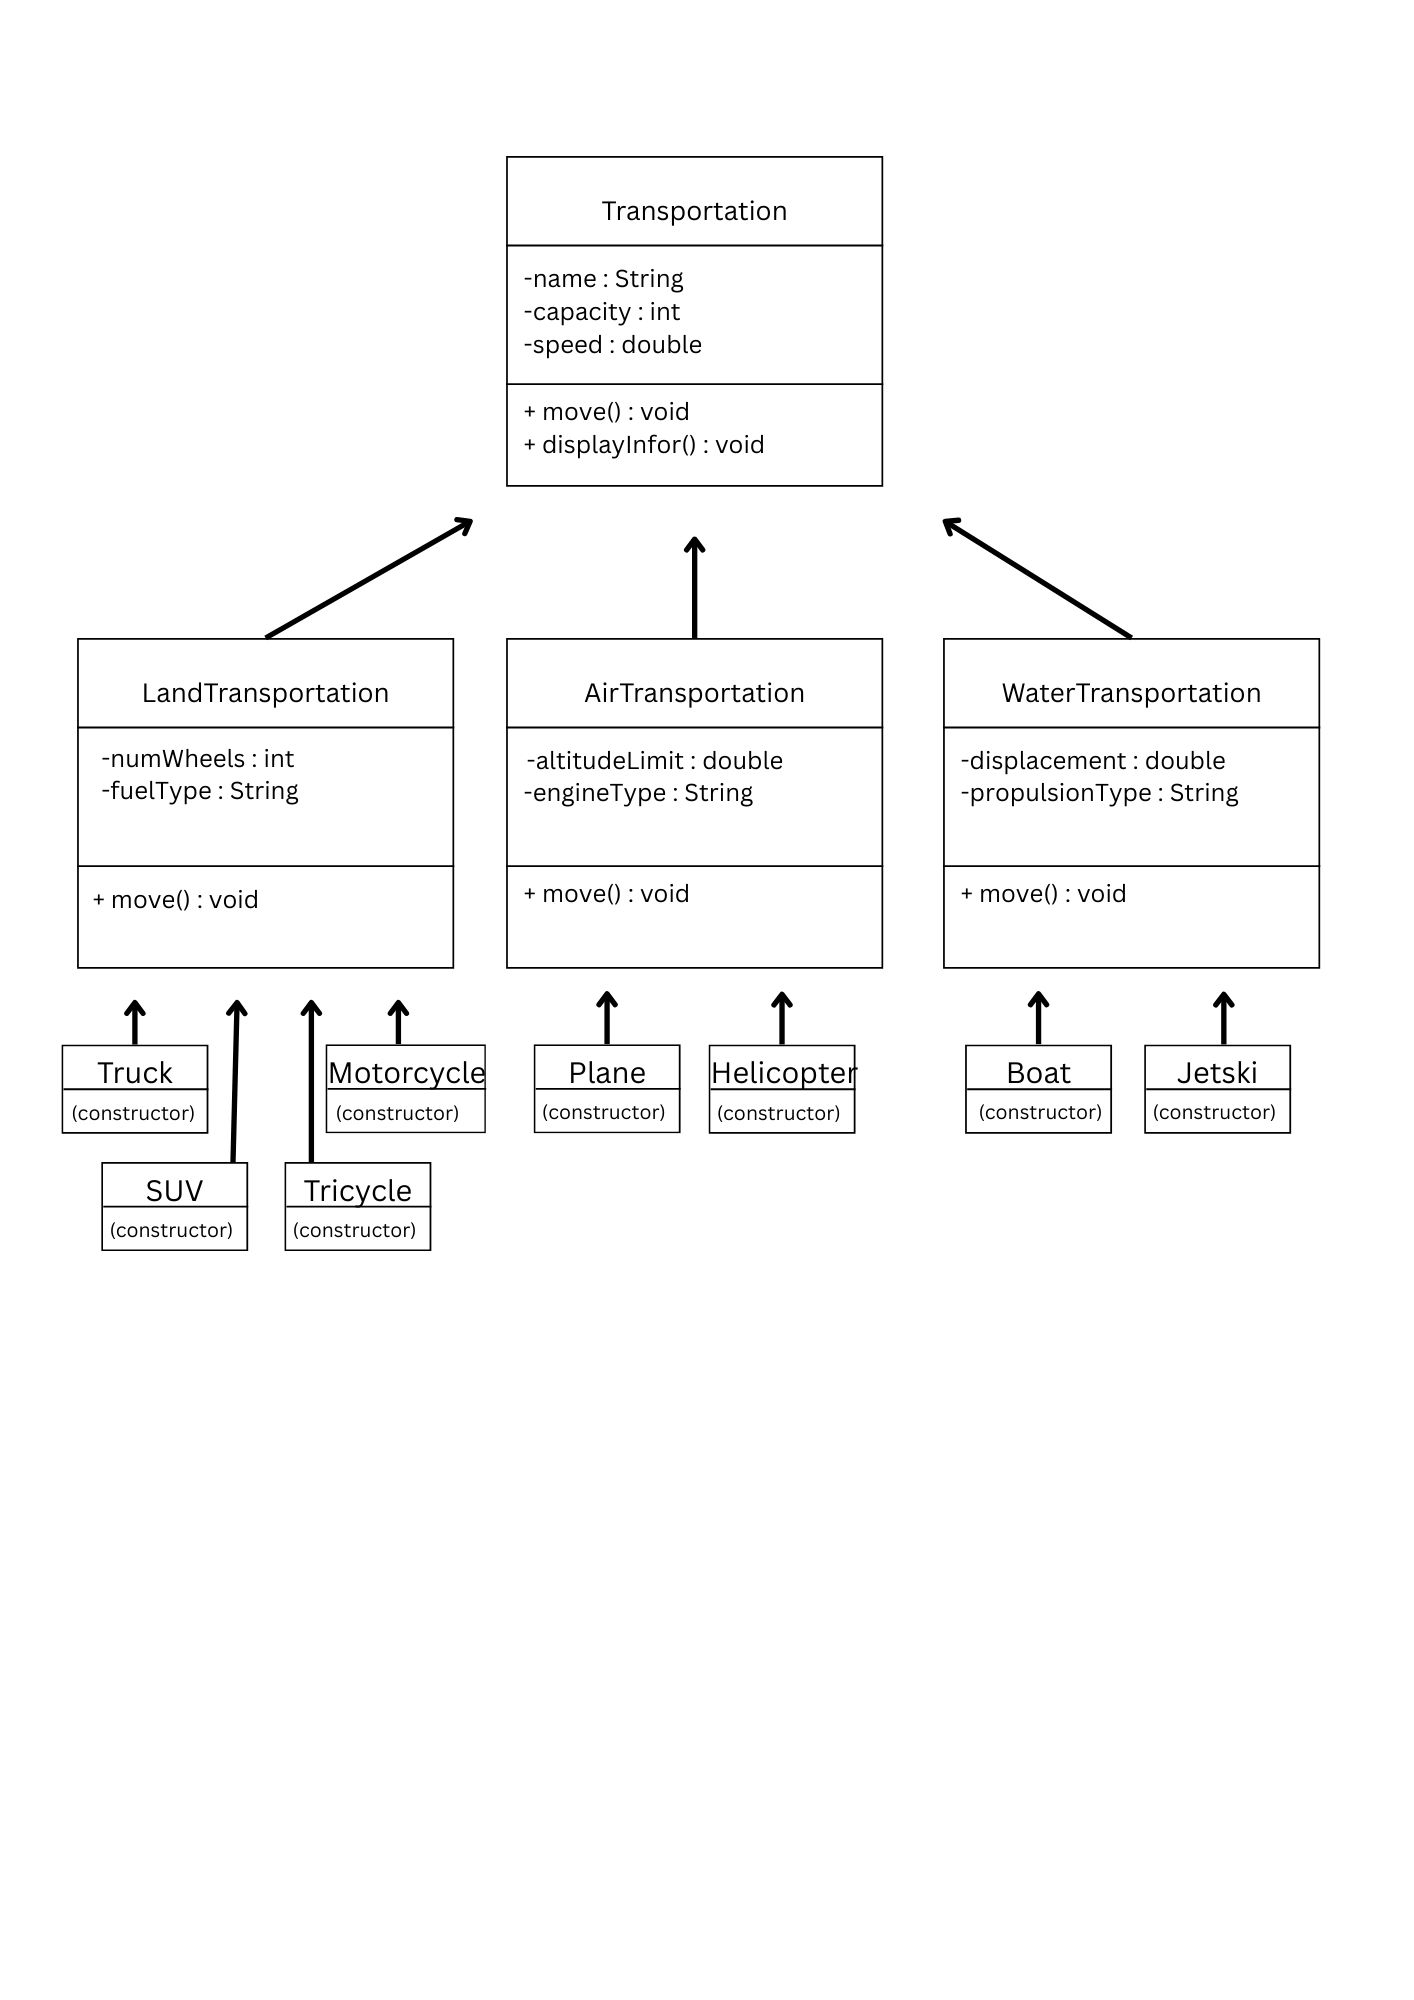 Transportation
-name : String
-capacity : int
-speed : double
+ move() : void
+ displayInfor() : void
LandTransportation
-numWheels : int
-fuelType : String
+ move() : void
AirTransportation
-altitudeLimit : double
-engineType : String
+ move() : void
WaterTransportation
-displacement : double
-propulsionType : String
+ move() : void
Truck
(constructor)
Motorcycle
(constructor)
Plane
(constructor)
Helicopter
(constructor)
Boat
(constructor)
Jetski
(constructor)
SUV
(constructor)
Tricycle
(constructor)